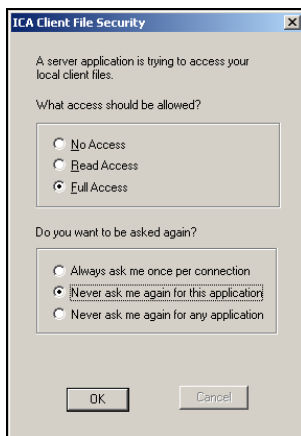 ICA Client File Security
A server application is trying to access your
local client files.
What access should be allowed?
No Access
Read Access
Full Access
Do you want to be asked again?
Always ask me once per connection
Never ask me again for this application
Never ask me again for any application
OK
Cancel